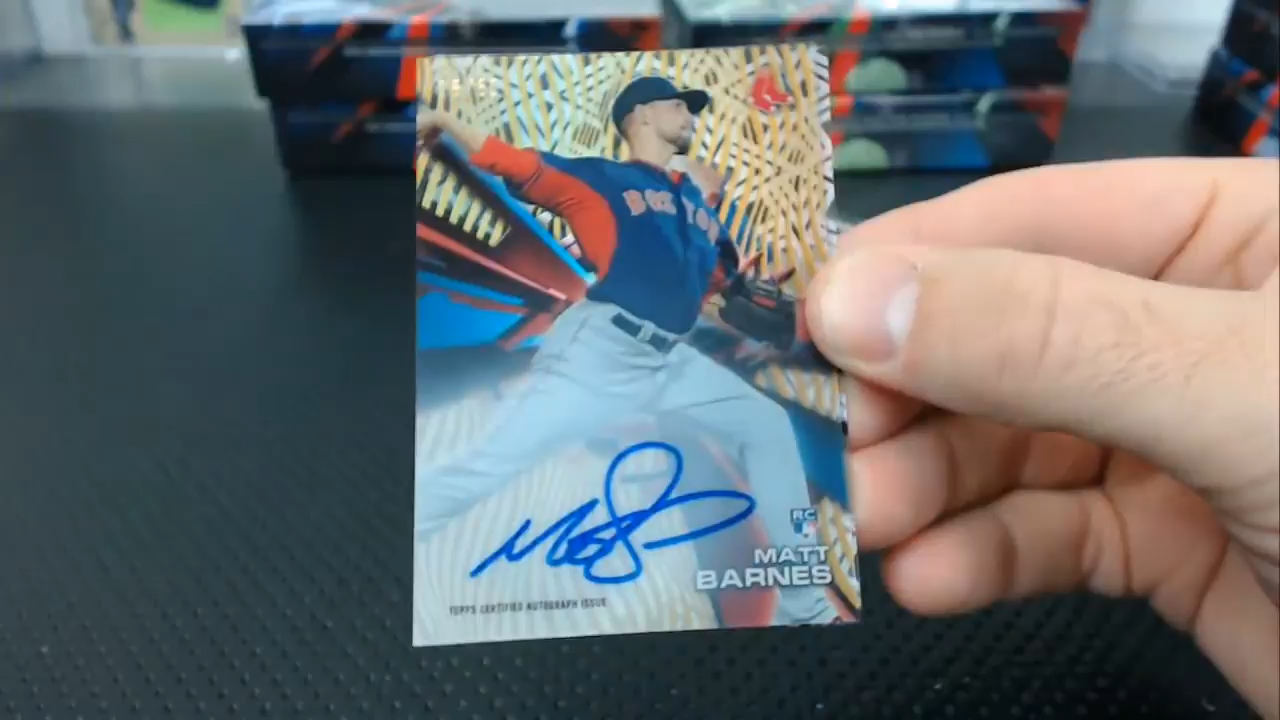 BOSTON
RC
MATT
BARNES
TOPPS CERTIFIED AUTOGRAPH ISSUE